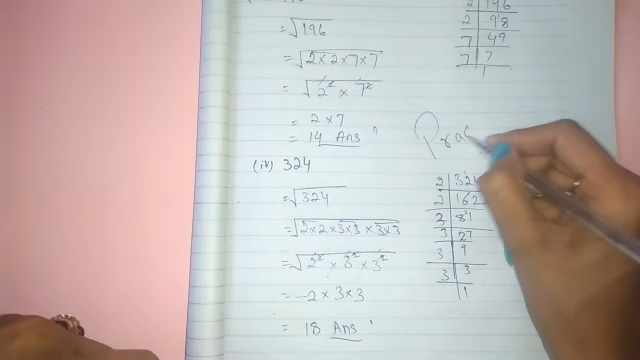 = √196
= √2×2×7×7
= √2² × 7²
= 2 × 7
= 14 Ans
2 | 196
2 | 98
7 | 49
7 | 7
1
(iv) 324
= √324
= √2×2×3×3×3×3
= √2² × 3² × 3²
= 2 × 3 × 3
= 18 Ans
2 | 324
2 | 162
3 | 81
3 | 27
3 | 9
3 | 3
1